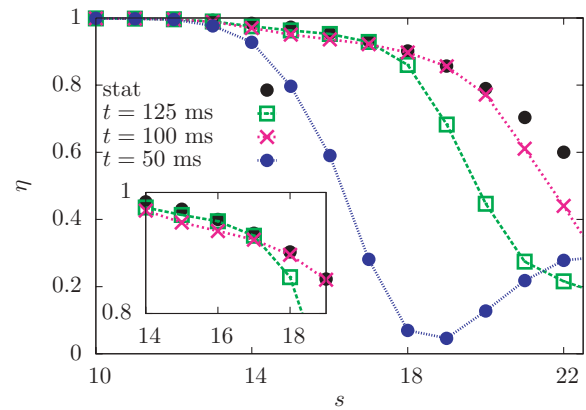 1
0.8
0.6
0.4
0.2
0
η
stat
t = 125 ms
t = 100 ms
t = 50 ms
1
0.8
14 16 18
10 14 18 22
s